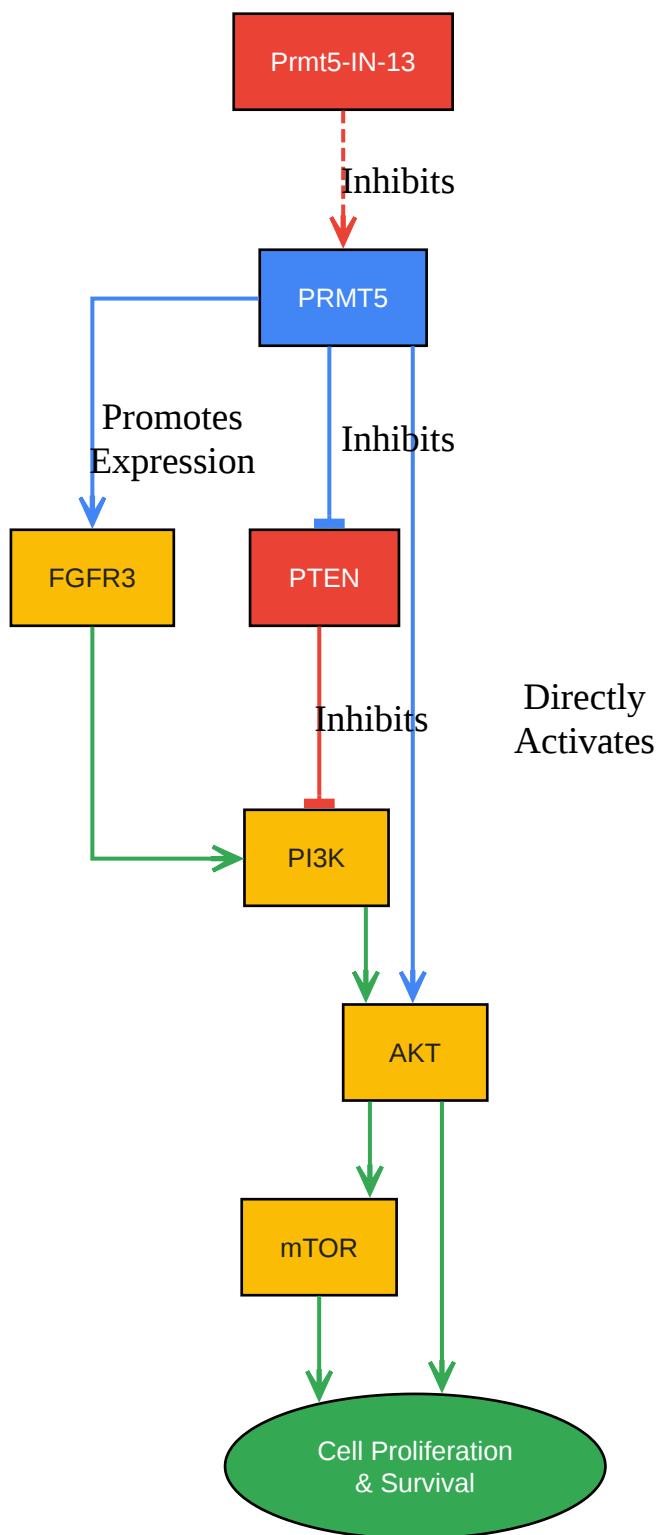 Prmt5-IN-13
Inhibits
PRMT5
Promotes
Expression
Inhibits
FGFR3
PTEN
Inhibits
Directly
Activates
PI3K
AKT
mTOR
Cell Proliferation
& Survival